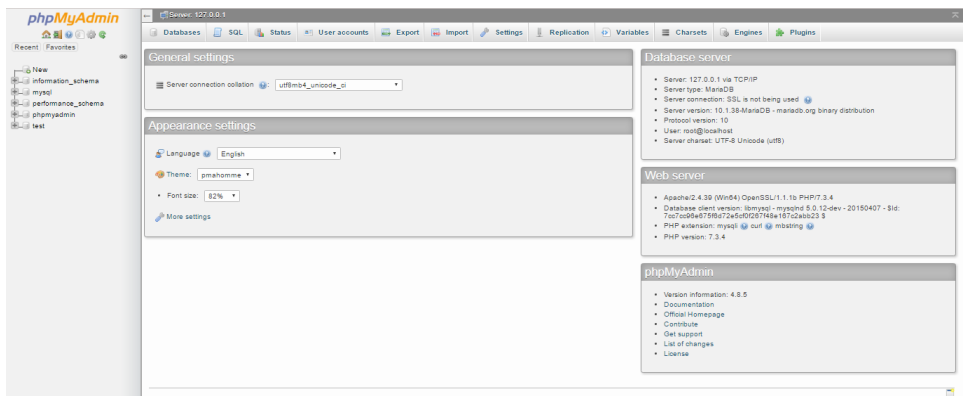 phpMyAdmin
Recent Favorites
New
information_schema
mysql
performance_schema
phpmyadmin
test
Server: 127.0.0.1
Databases SQL Status User accounts Export Import Settings Replication Variables Charsets Engines Plugins
General settings
Server connection collation : utf8mb4_unicode_ci
Appearance settings
Language English
Theme: pmahomme
Font size: 82%
More settings
Database server
Server: 127.0.0.1 via TCP/IP
Server type: MariaDB
Server connection: SSL is not being used
Server version: 10.1.38-MariaDB - mariadb.org binary distribution
Protocol version: 10
User: root@localhost
Server charset: UTF-8 Unicode (utf8)
Web server
Apache/2.4.39 (Win64) OpenSSL/1.1.1b PHP/7.3.4
Database client version: libmysql - mysqlnd 5.0.12-dev - 20150407 - $Id:
7cc7cc96e675f6d72e5cf0f267f48e167c2abb23 $
PHP extension: mysqli curl mbstring
PHP version: 7.3.4
phpMyAdmin
Version information: 4.8.5
Documentation
Official Homepage
Contribute
Get support
List of changes
License